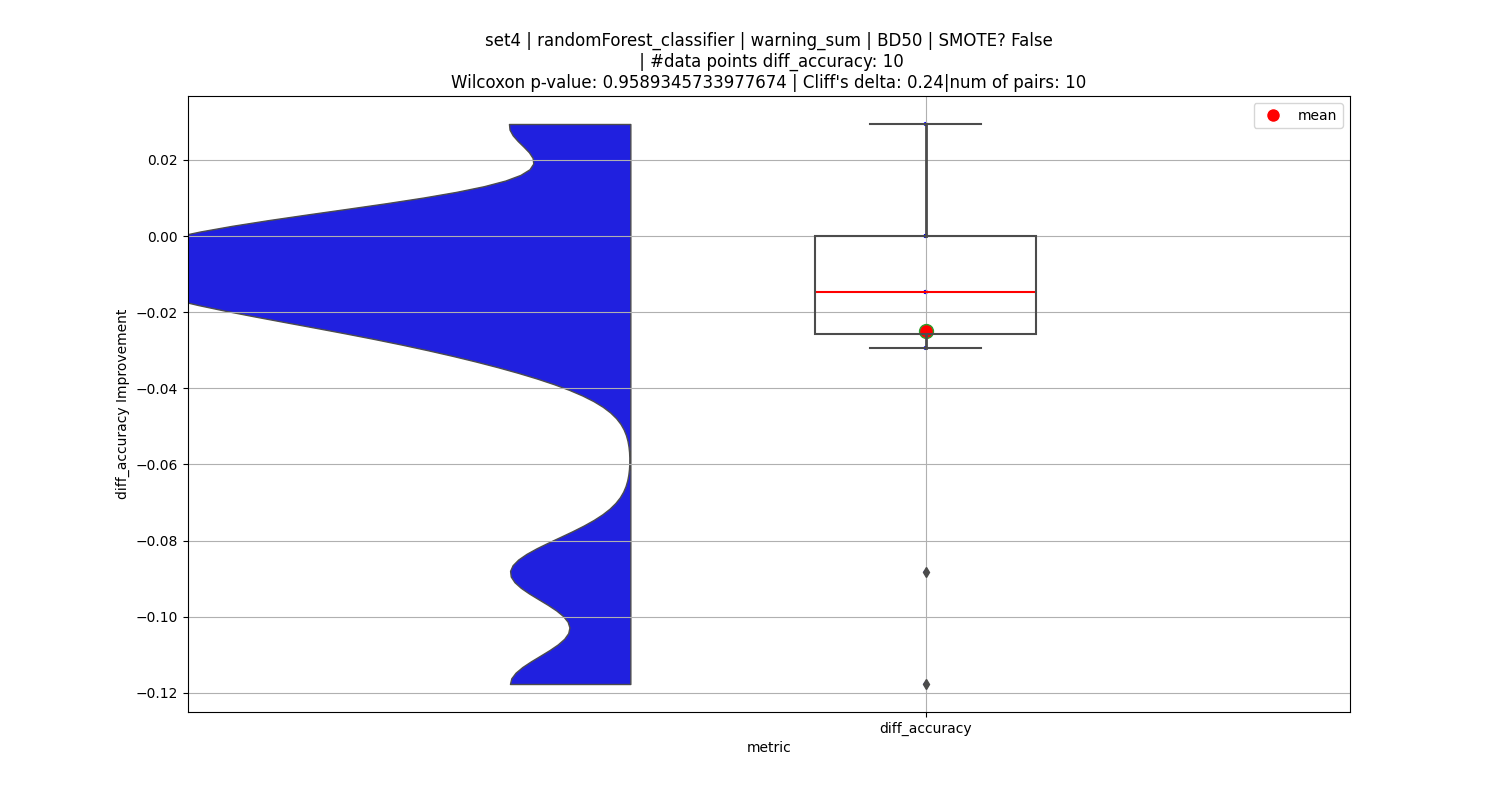 set4 | randomForest_classifier | warning_sum | BD50 | SMOTE? False
| #data points diff_accuracy: 10
Wilcoxon p-value: 0.9589345733977674 | Cliff's delta: 0.24|num of pairs: 10
mean
0.02
0.00
−0.02
−0.04
−0.06
−0.08
−0.10
−0.12
diff_accuracy Improvement
diff_accuracy
metric